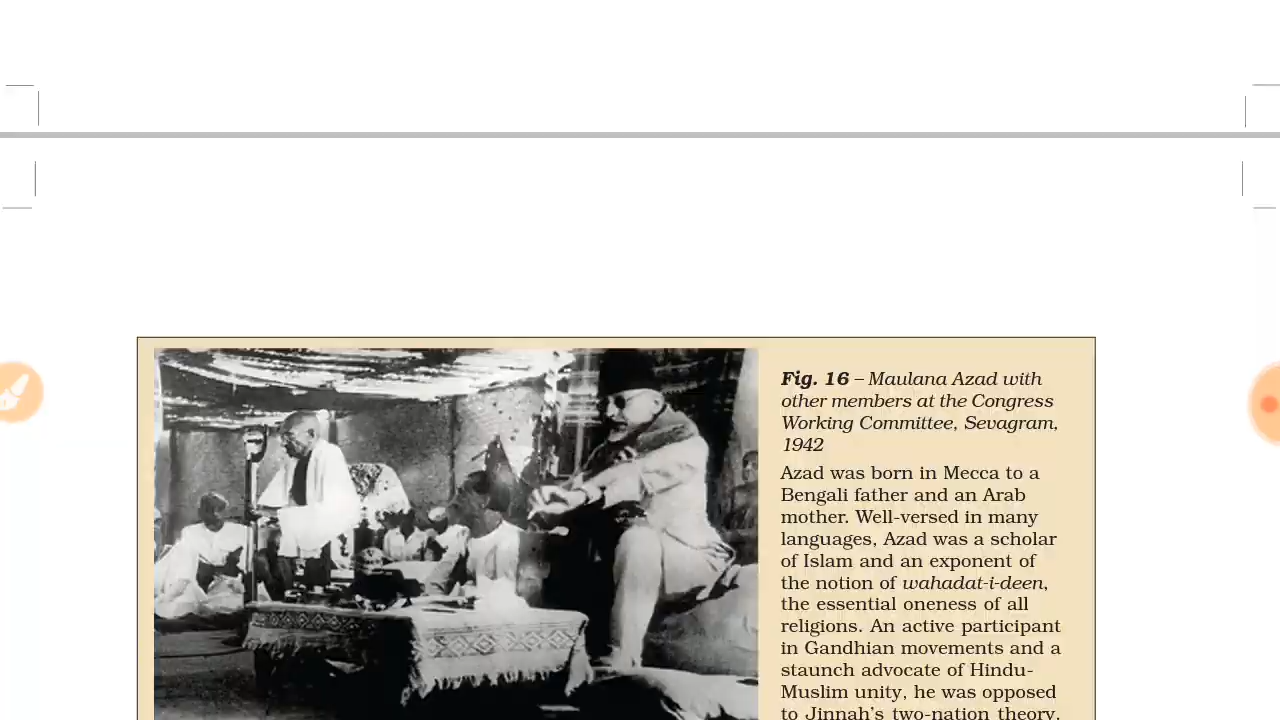 Fig. 16 – Maulana Azad with
other members at the Congress
Working Committee, Sevagram,
1942
Azad was born in Mecca to a
Bengali father and an Arab
mother. Well-versed in many
languages, Azad was a scholar
of Islam and an exponent of
the notion of wahadat-i-deen,
the essential oneness of all
religions. An active participant
in Gandhian movements and a
staunch advocate of Hindu-
Muslim unity, he was opposed
to Jinnah’s two-nation theory.